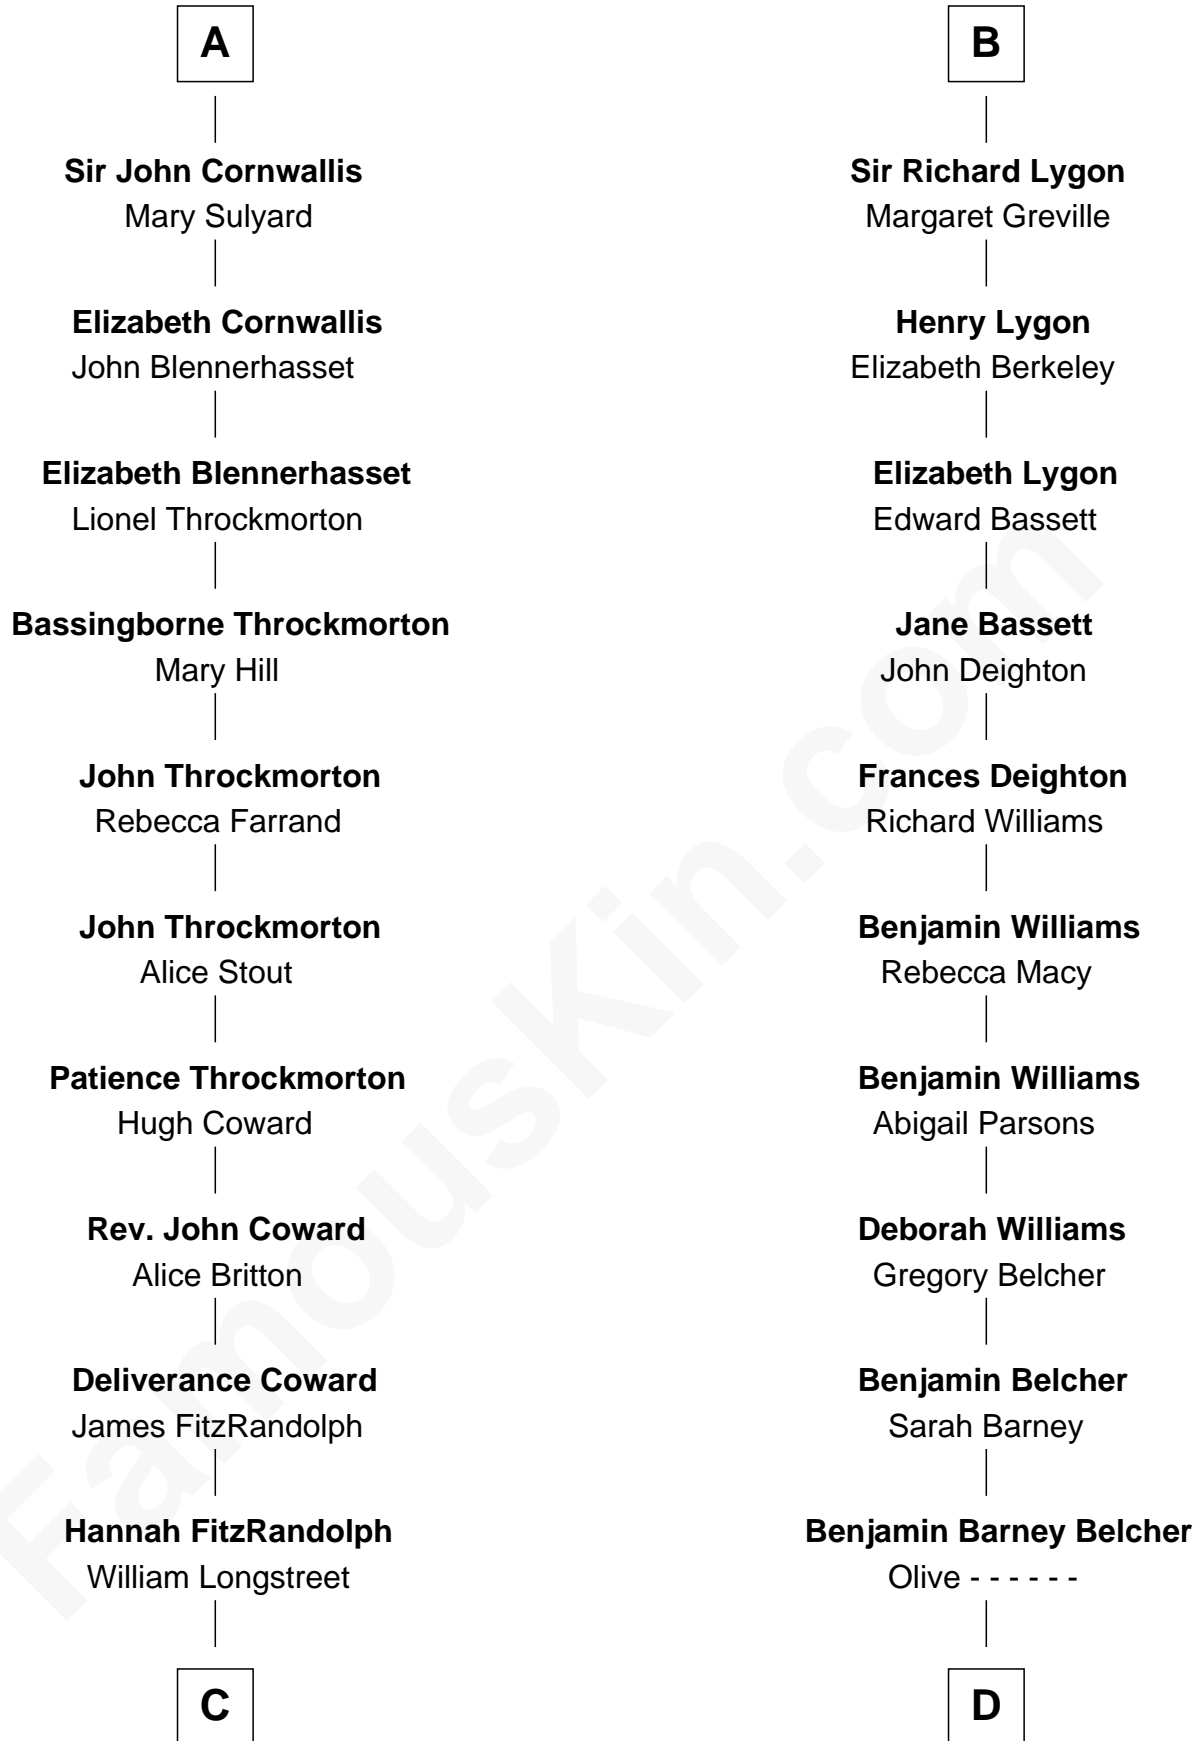 A
Sir John Cornwallis
Mary Sulyard
Elizabeth Cornwallis
John Blennerhasset
Elizabeth Blennerhasset
Lionel Throckmorton
Bassingborne Throckmorton
Mary Hill
John Throckmorton
Rebecca Farrand
John Throckmorton
Alice Stout
Patience Throckmorton
Hugh Coward
Rev. John Coward
Alice Britton
Deliverance Coward
James FitzRandolph
Hannah FitzRandolph
William Longstreet
C
B
Sir Richard Lygon
Margaret Greville
Henry Lygon
Elizabeth Berkeley
Elizabeth Lygon
Edward Bassett
Jane Bassett
John Deighton
Frances Deighton
Richard Williams
Benjamin Williams
Rebecca Macy
Benjamin Williams
Abigail Parsons
Deborah Williams
Gregory Belcher
Benjamin Belcher
Sarah Barney
Benjamin Barney Belcher
Olive - - - - - -
D
FamousKin.com